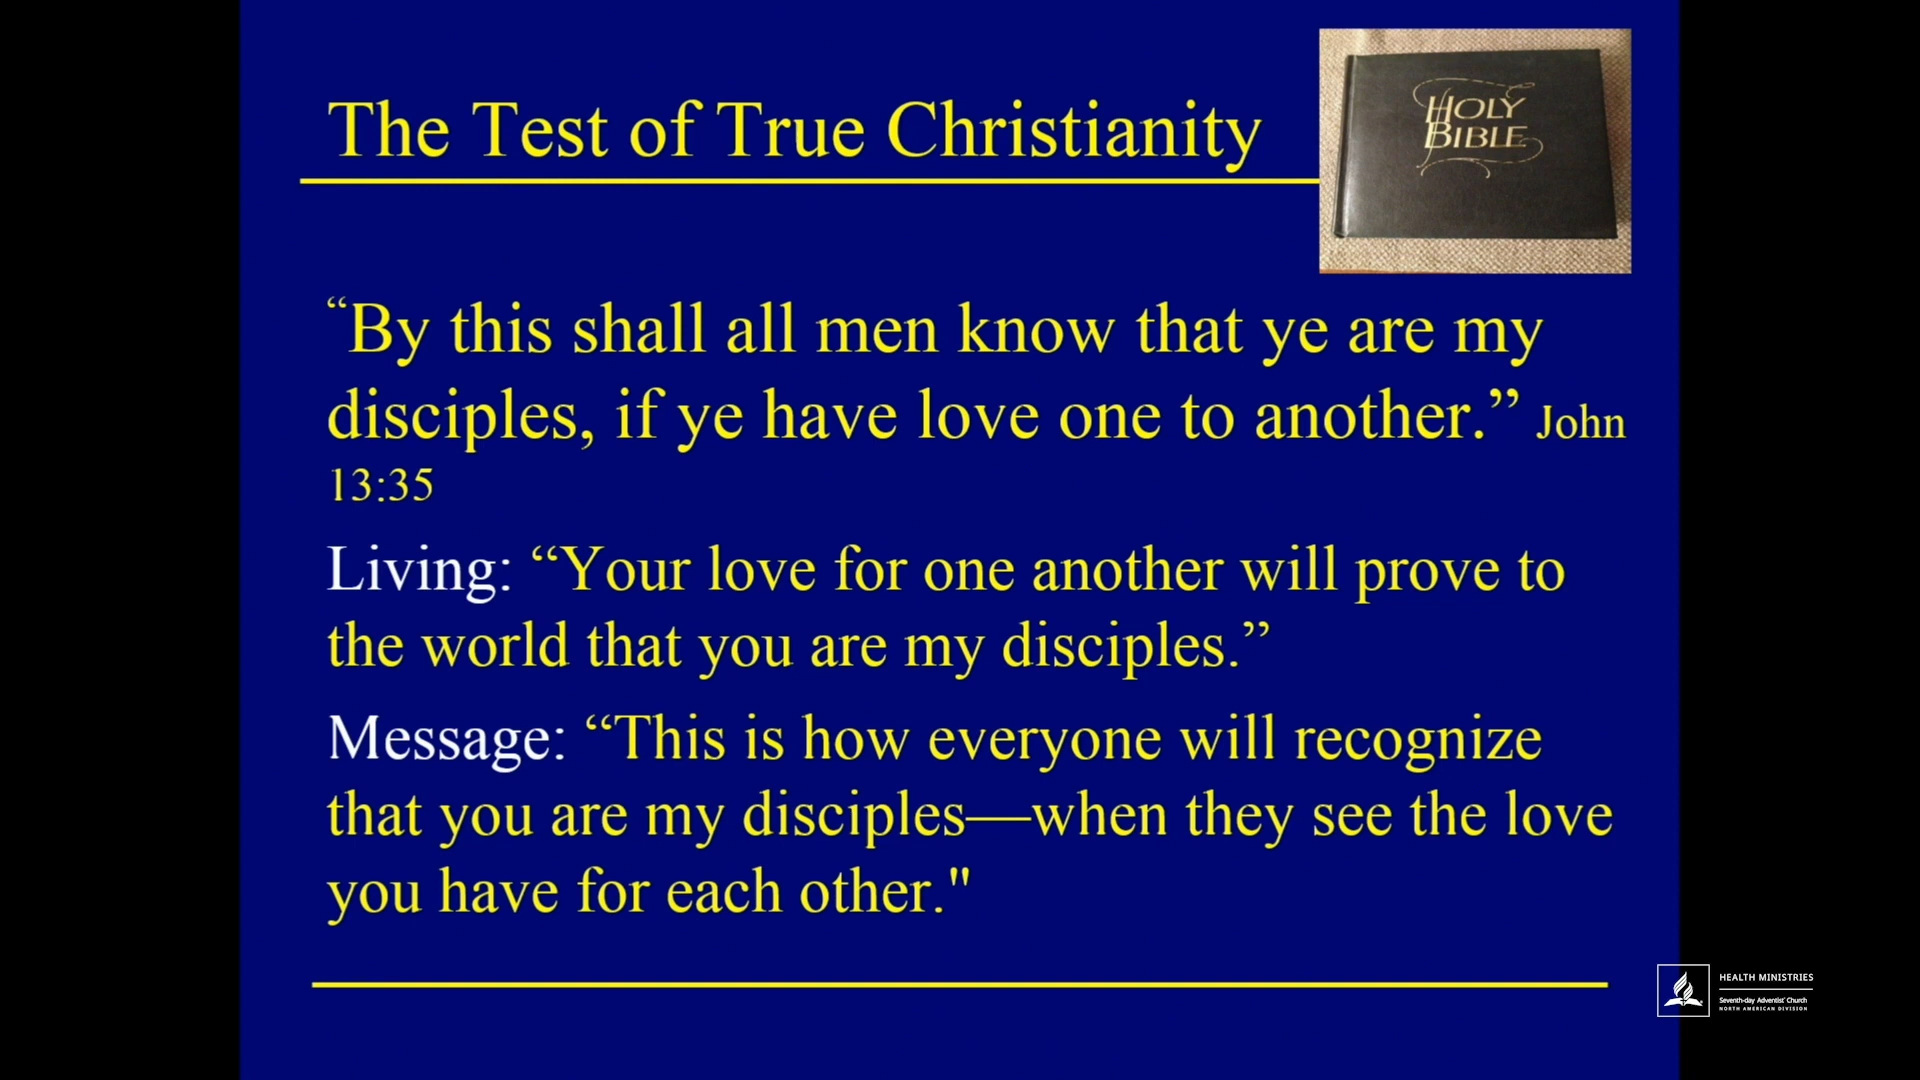 The Test of True Christianity
HOLY
BIBLE
“By this shall all men know that ye are my
disciples, if ye have love one to another.” John
13:35
Living: “Your love for one another will prove to
the world that you are my disciples.”
Message: “This is how everyone will recognize
that you are my disciples—when they see the love
you have for each other."
HEALTH MINISTRIES
Seventh-day Adventist® Church
NORTH AMERICAN DIVISION